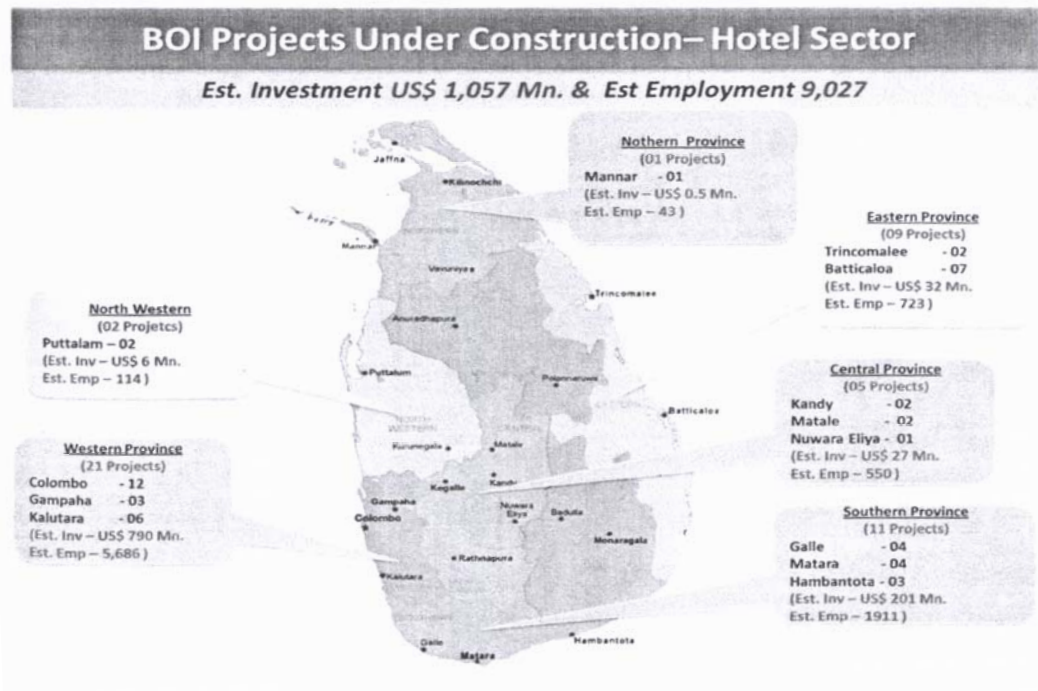 BOI Projects Under Construction– Hotel Sector
Est. Investment US$ 1,057 Mn. & Est Employment 9,027
Nothern Province
(01 Projects)
Mannar - 01
(Est. Inv – US$ 0.5 Mn.
Est. Emp – 43 )
Eastern Province
(09 Projects)
Trincomalee - 02
Batticaloa - 07
(Est. Inv – US$ 32 Mn.
Est. Emp – 723 )
North Western
(02 Projetcs)
Puttalam – 02
(Est. Inv – US$ 6 Mn.
Est. Emp – 114 )
Central Province
(05 Projects)
Kandy - 02
Matale - 02
Nuwara Eliya - 01
(Est. Inv – US$ 27 Mn.
Est. Emp – 550 )
Western Province
(21 Projects)
Colombo - 12
Gampaha - 03
Kalutara - 06
(Est. Inv – US$ 790 Mn.
Est. Emp – 5,686 )
Southern Province
(11 Projects)
Galle - 04
Matara - 04
Hambantota - 03
(Est. Inv – US$ 201 Mn.
Est. Emp – 1911 )
Jaffna
Kilinochchi
Mannar
Vavuniya
Trincomalee
Anuradhapura
Puttalum
Polonnaruwa
Batticaloa
NORTH
WESTERN
CENTRAL
EASTERN
Kurunegala
Matale
Kegalle
Kandy
Gampaha
Colombo
Nuwara
Eliya
Badulla
Monaragala
Rathnapura
Kalutara
Galle
Matara
Hambantota